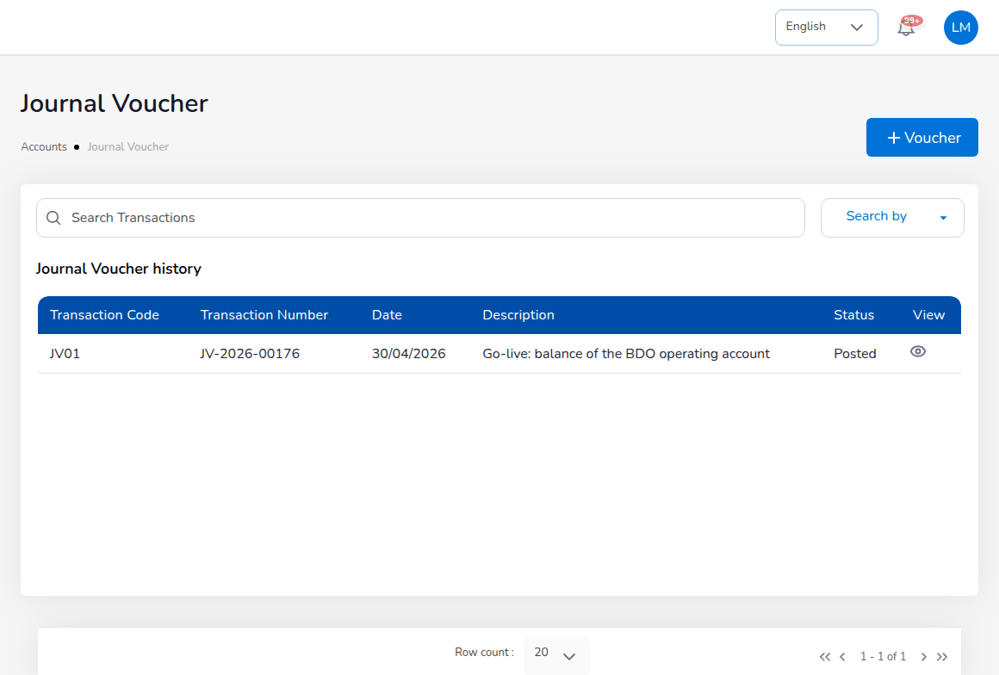 English
99+
LM
Journal Voucher
Accounts ● Journal Voucher
+ Voucher
Search Transactions
Search by
Journal Voucher history
Transaction Code Transaction Number Date Description Status View
JV01 JV-2026-00176 30/04/2026 Go-live: balance of the BDO operating account Posted
Row count : 20
1 - 1 of 1